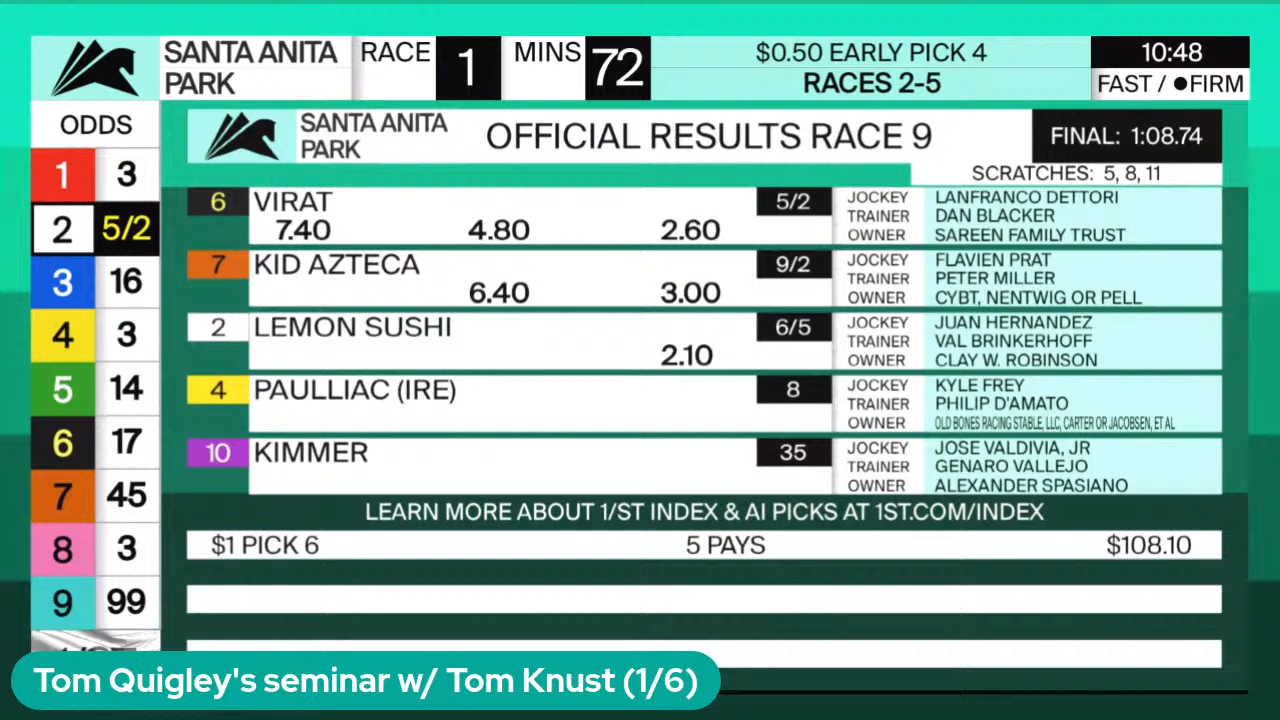 SANTA ANITA PARK
RACE 1
MINS 72
$0.50 EARLY PICK 4
RACES 2-5
10:48
FAST / ●FIRM
ODDS
1 3
2 5/2
3 16
4 3
5 14
6 17
7 45
8 3
9 99
SANTA ANITA PARK
OFFICIAL RESULTS RACE 9
FINAL: 1:08.74
SCRATCHES: 5, 8, 11
6 VIRAT 5/2
7.40 4.80 2.60
JOCKEY LANFRANCO DETTORI
TRAINER DAN BLACKER
OWNER SAREEN FAMILY TRUST
7 KID AZTECA 9/2
6.40 3.00
JOCKEY FLAVIEN PRAT
TRAINER PETER MILLER
OWNER CYBT, NENTWIG OR PELL
2 LEMON SUSHI 6/5
2.10
JOCKEY JUAN HERNANDEZ
TRAINER VAL BRINKERHOFF
OWNER CLAY W. ROBINSON
4 PAULLIAC (IRE) 8
JOCKEY KYLE FREY
TRAINER PHILIP D'AMATO
OWNER OLD BONES RACING STABLE, LLC, CARTER OR JACOBSEN, ET AL
10 KIMMER 35
JOCKEY JOSE VALDIVIA, JR
TRAINER GENARO VALLEJO
OWNER ALEXANDER SPASIANO
LEARN MORE ABOUT 1/ST INDEX & AI PICKS AT 1ST.COM/INDEX
$1 PICK 6 5 PAYS $108.10
Tom Quigley's seminar w/ Tom Knust (1/6)